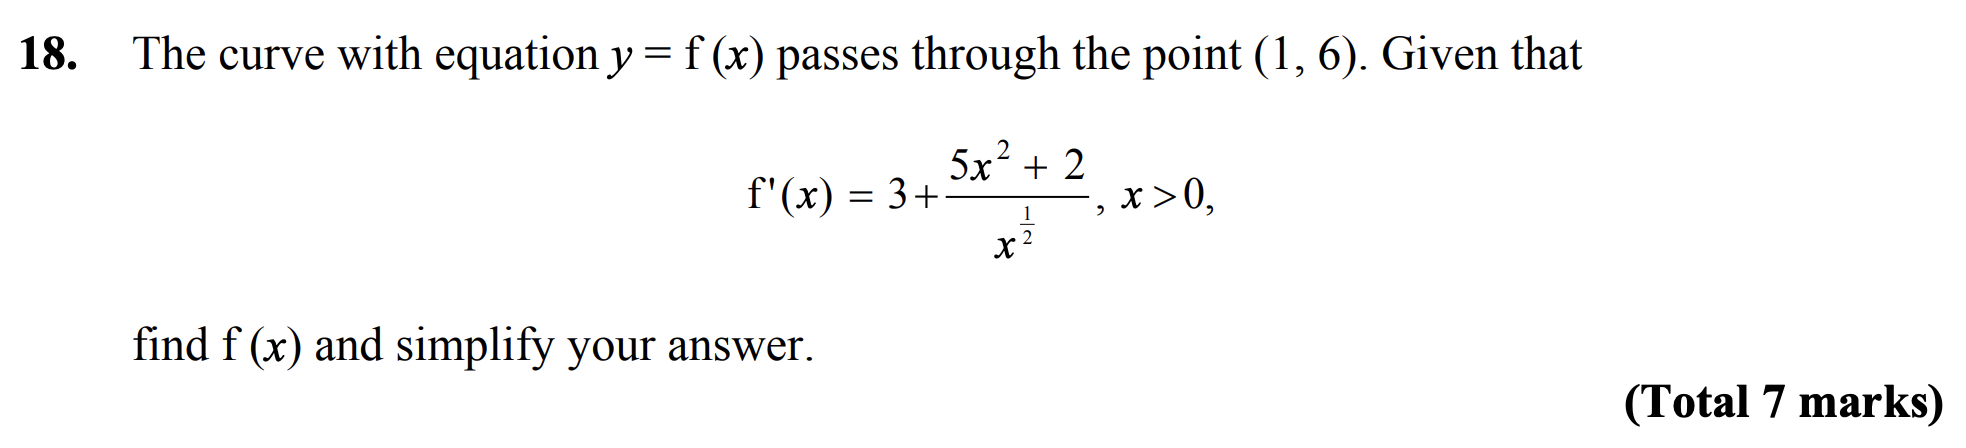 18. The curve with equation y = f (x) passes through the point (1, 6). Given that
f'(x) = 3 + \frac{5x^2 + 2}{x^{\frac{1}{2}}}, x > 0,
find f (x) and simplify your answer.
(Total 7 marks)